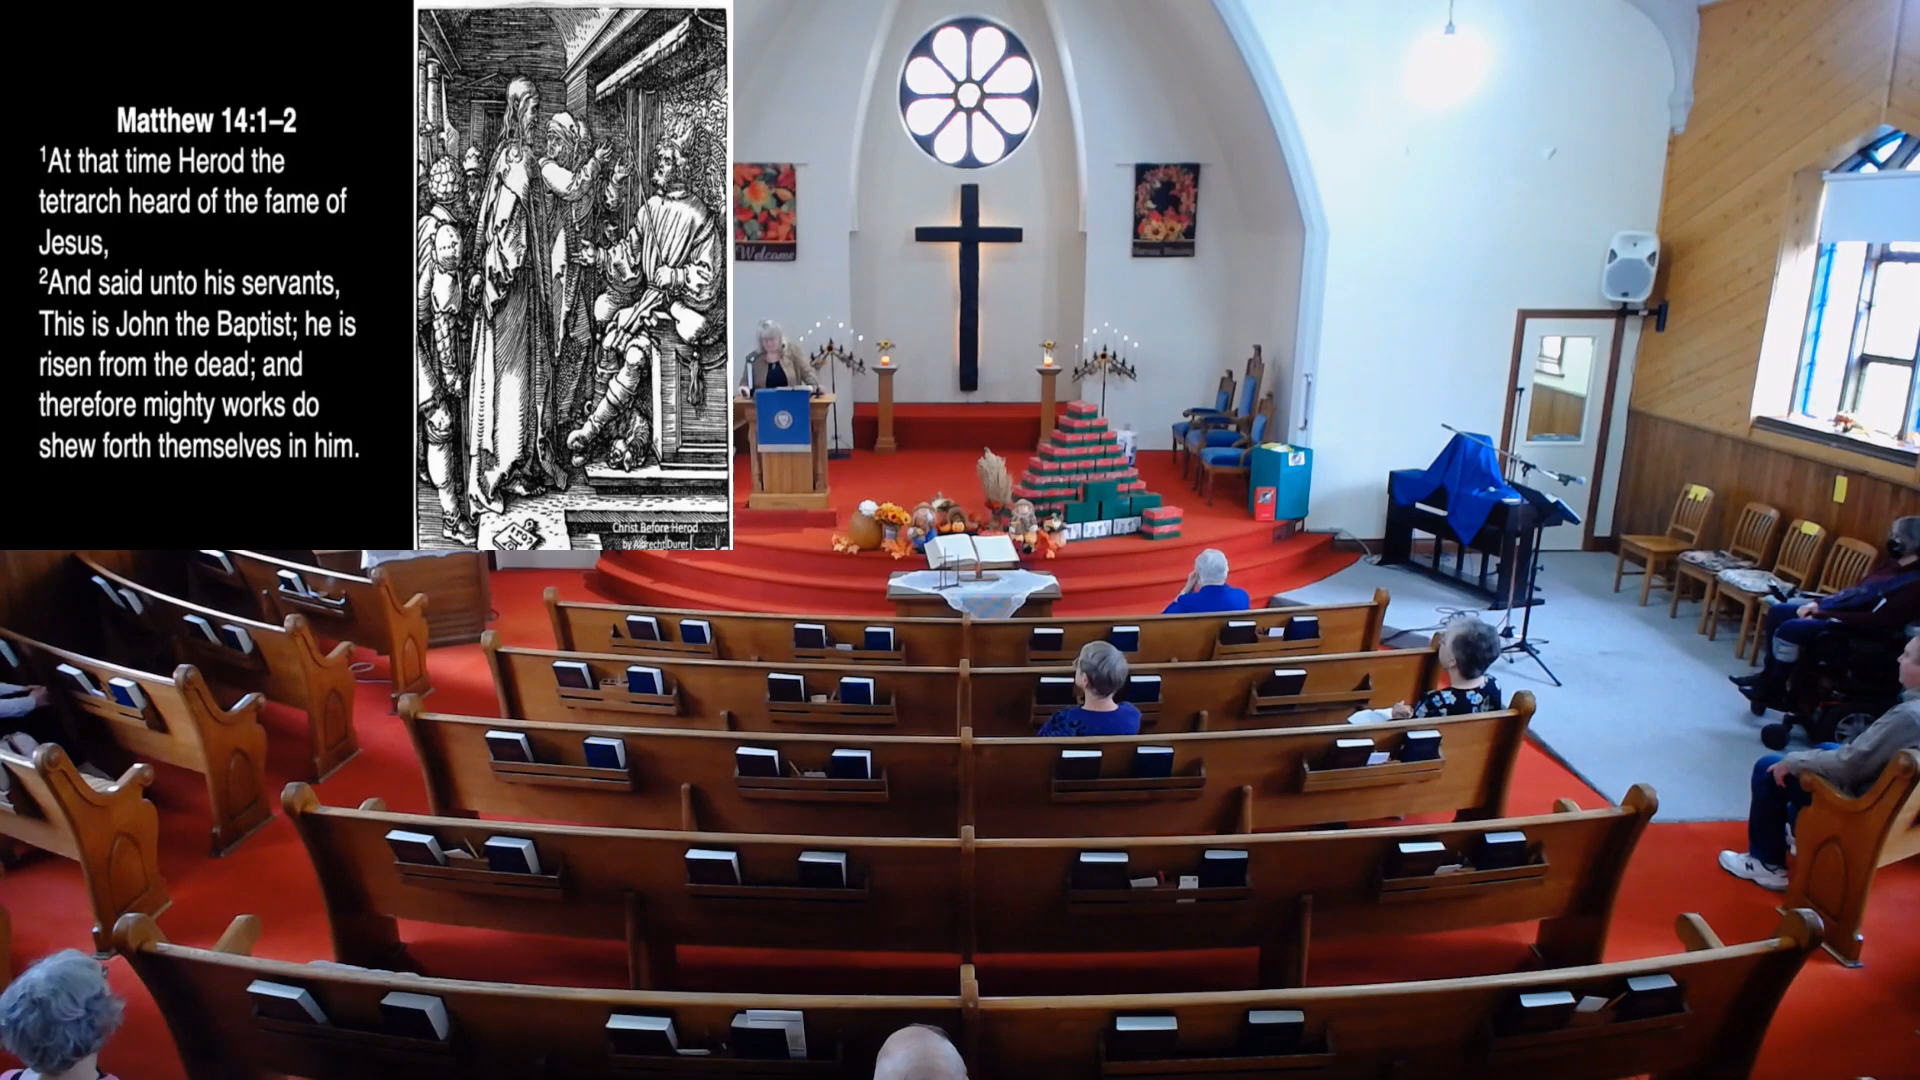 Matthew 14:1–2
¹At that time Herod the
tetrarch heard of the fame of
Jesus,
²And said unto his servants,
This is John the Baptist; he is
risen from the dead; and
therefore mighty works do
shew forth themselves in him.
Christ Before Herod
by Albrecht Durer
Welcome